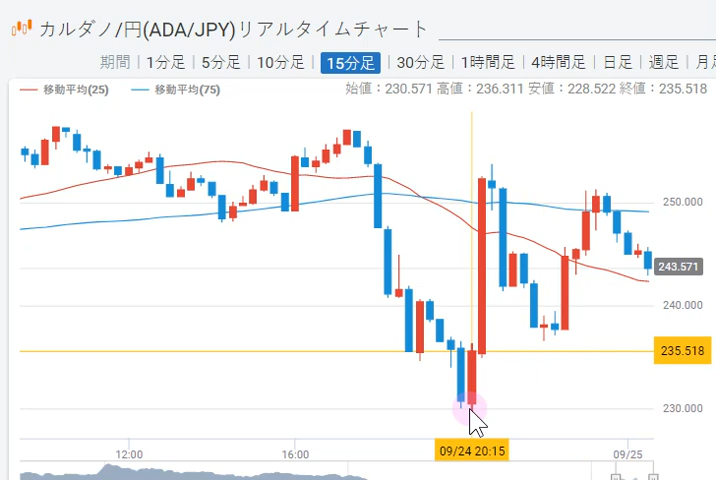 カルダノ/円(ADA/JPY)リアルタイムチャート
期間 | 1分足 | 5分足 | 10分足 | 15分足 | 30分足 | 1時間足 | 4時間足 | 日足 | 週足 | 月足
移動平均(25) 移動平均(75) 始値：230.571 高値：236.311 安値：228.522 終値：235.518
250.000
243.571
240.000
235.518
230.000
12:00 16:00 09/24 20:15 09/25